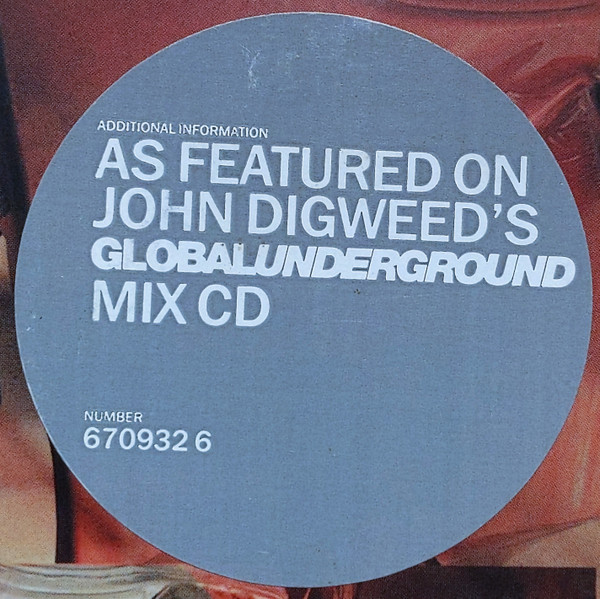 ADDITIONAL INFORMATION
AS FEATURED ON
JOHN DIGWEED'S
GLOBALUNDERGROUND
MIX CD
NUMBER
670932 6